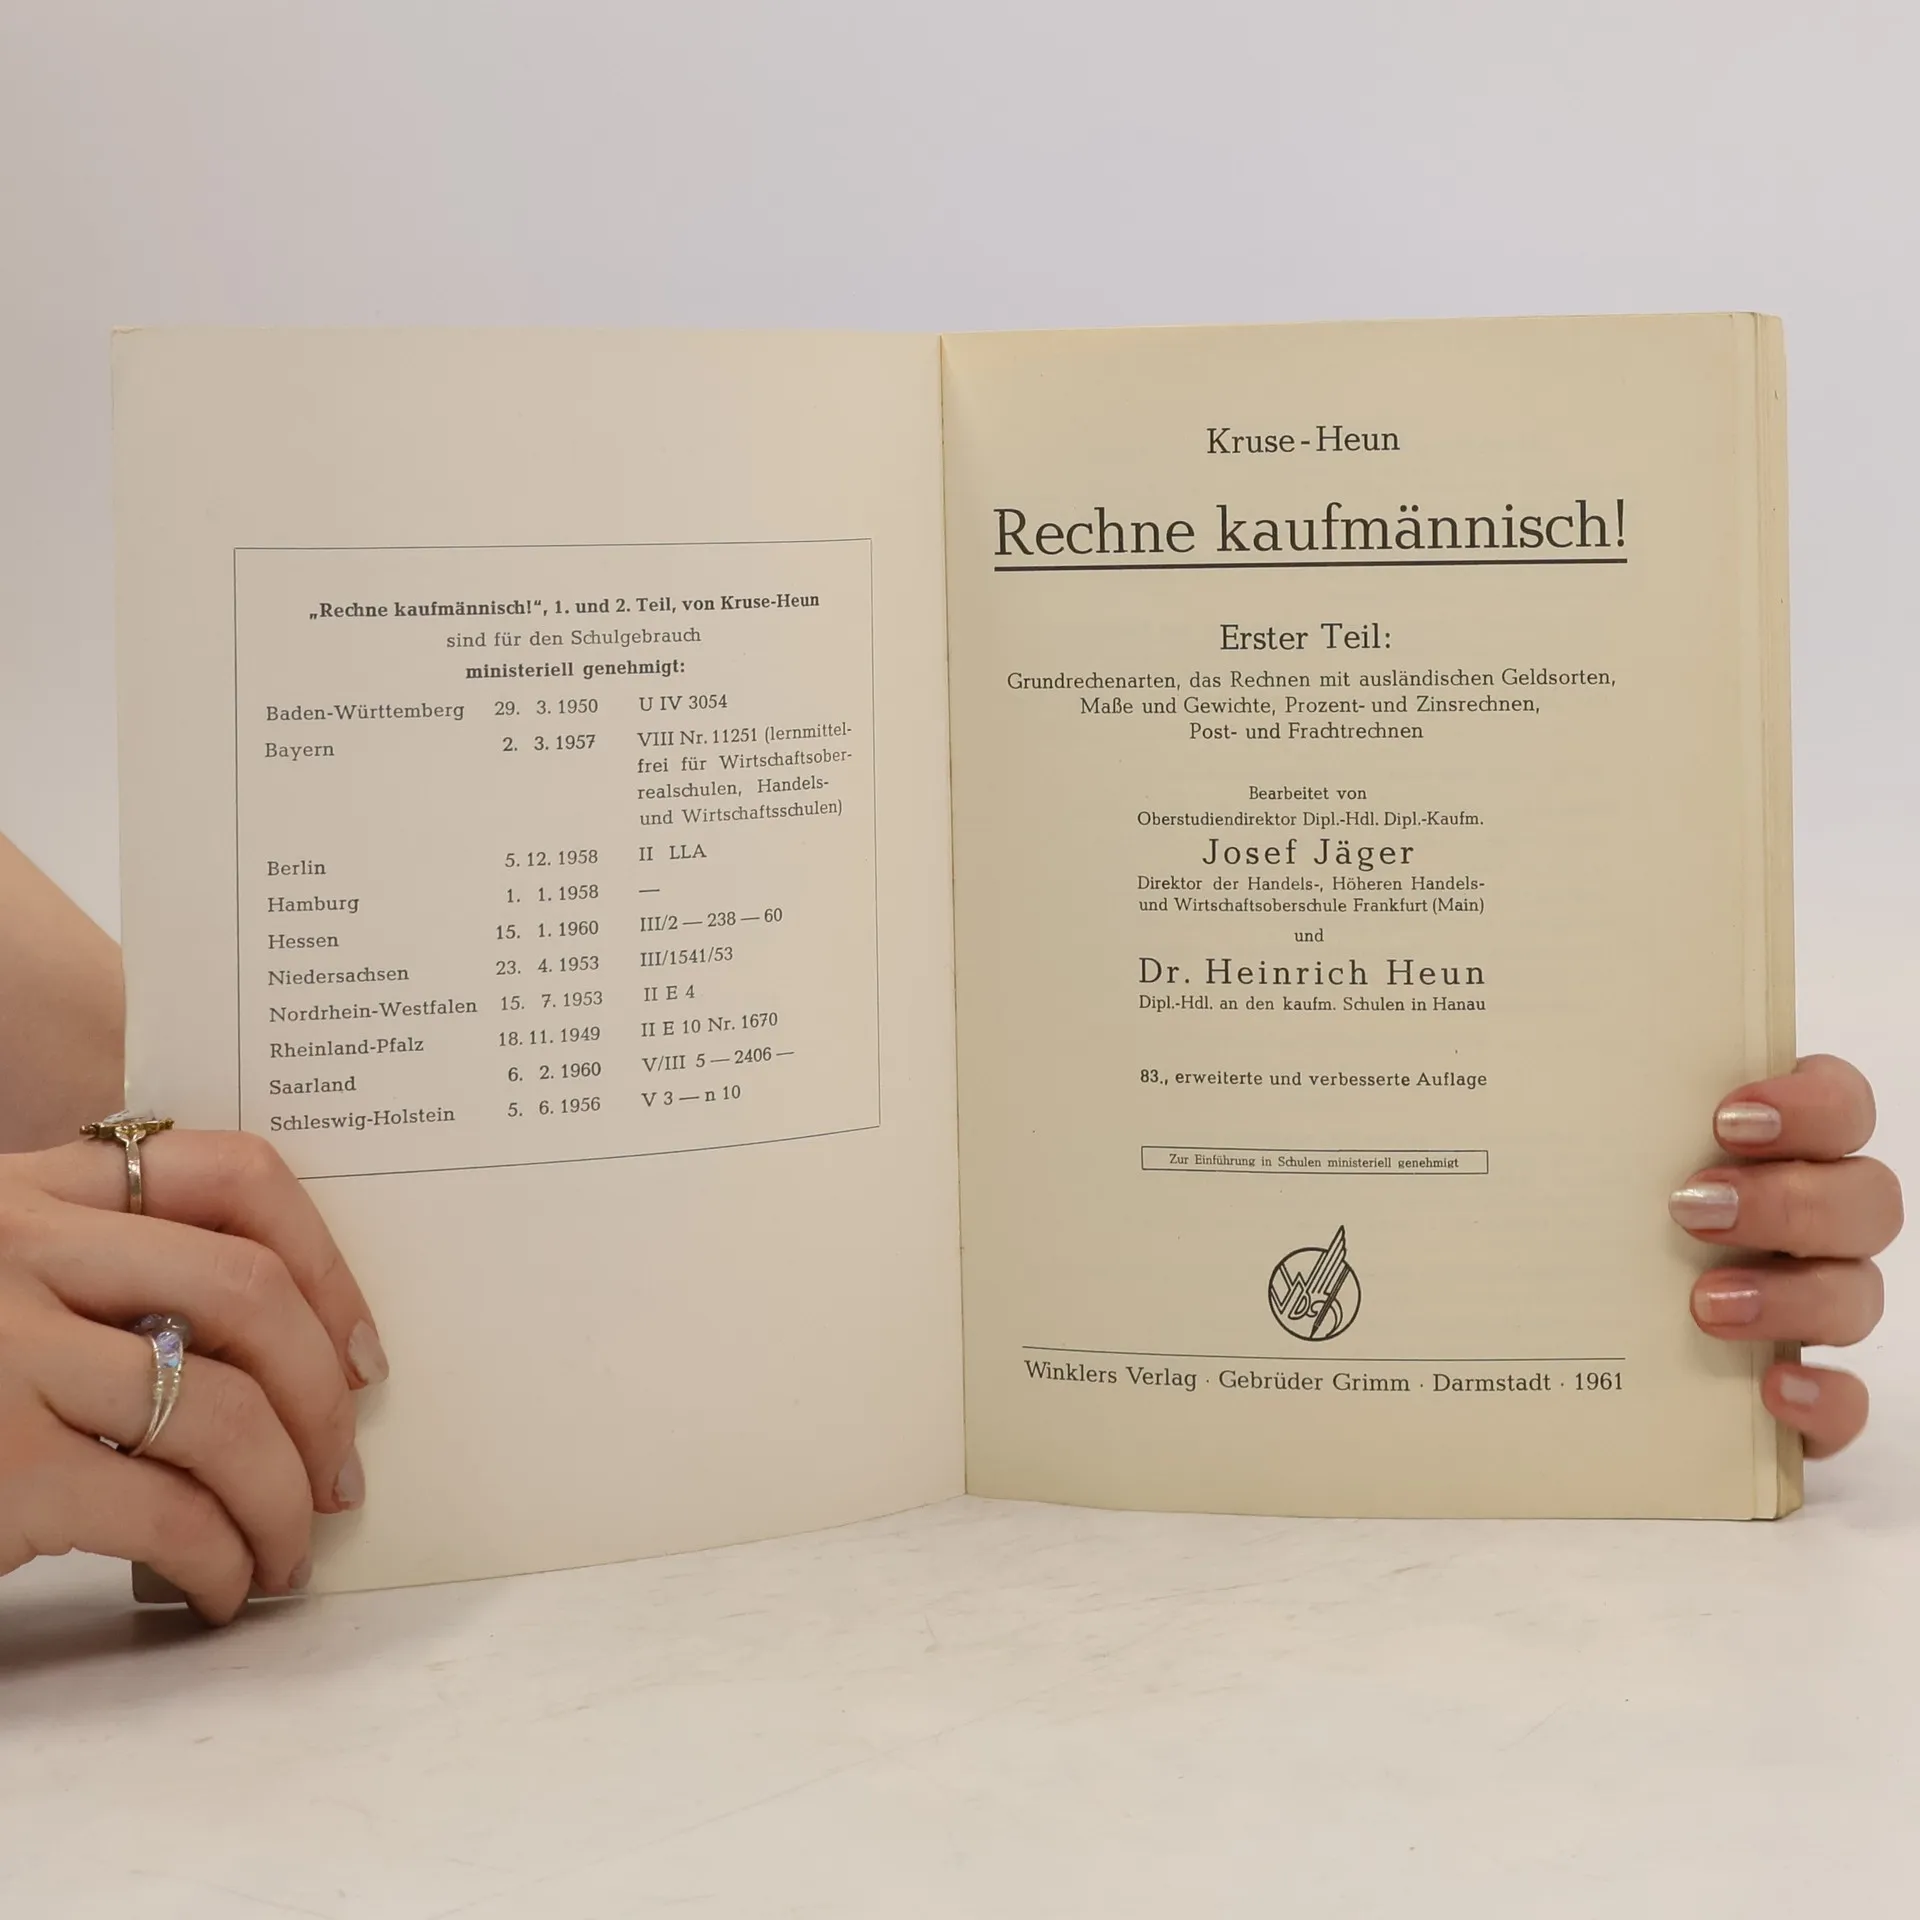 „Rechne kaufmännisch!“, 1. und 2. Teil, von Kruse-Heun
sind für den Schulgebrauch
ministeriell genehmigt:
Baden-Württemberg 29. 3. 1950 U IV 3054
Bayern 2. 3. 1957 VIII Nr. 11251 (lernmittel-
frei für Wirtschaftsober-
realschulen, Handels-
und Wirtschaftsschulen)
Berlin 5. 12. 1958 II LLA
Hamburg 1. 1. 1958 —
Hessen 15. 1. 1960 III/2 — 238 — 60
Niedersachsen 23. 4. 1953 III/1541/53
Nordrhein-Westfalen 15. 7. 1953 II E 4
Rheinland-Pfalz 18. 11. 1949 II E 10 Nr. 1670
Saarland 6. 2. 1960 V/III 5 — 2406 —
Schleswig-Holstein 5. 6. 1956 V 3 — n 10
Kruse-Heun
Rechne kaufmännisch!
Erster Teil:
Grundrechenarten, das Rechnen mit ausländischen Geldsorten,
Maße und Gewichte, Prozent- und Zinsrechnen,
Post- und Frachtrechnen
Bearbeitet von
Oberstudiendirektor Dipl.-Hdl. Dipl.-Kaufm.
Josef Jäger
Direktor der Handels-, Höheren Handels-
und Wirtschaftsoberschule Frankfurt (Main)
und
Dr. Heinrich Heun
Dipl.-Hdl. an den kaufm. Schulen in Hanau
83., erweiterte und verbesserte Auflage
Zur Einführung in Schulen ministeriell genehmigt
Winklers Verlag · Gebrüder Grimm · Darmstadt · 1961